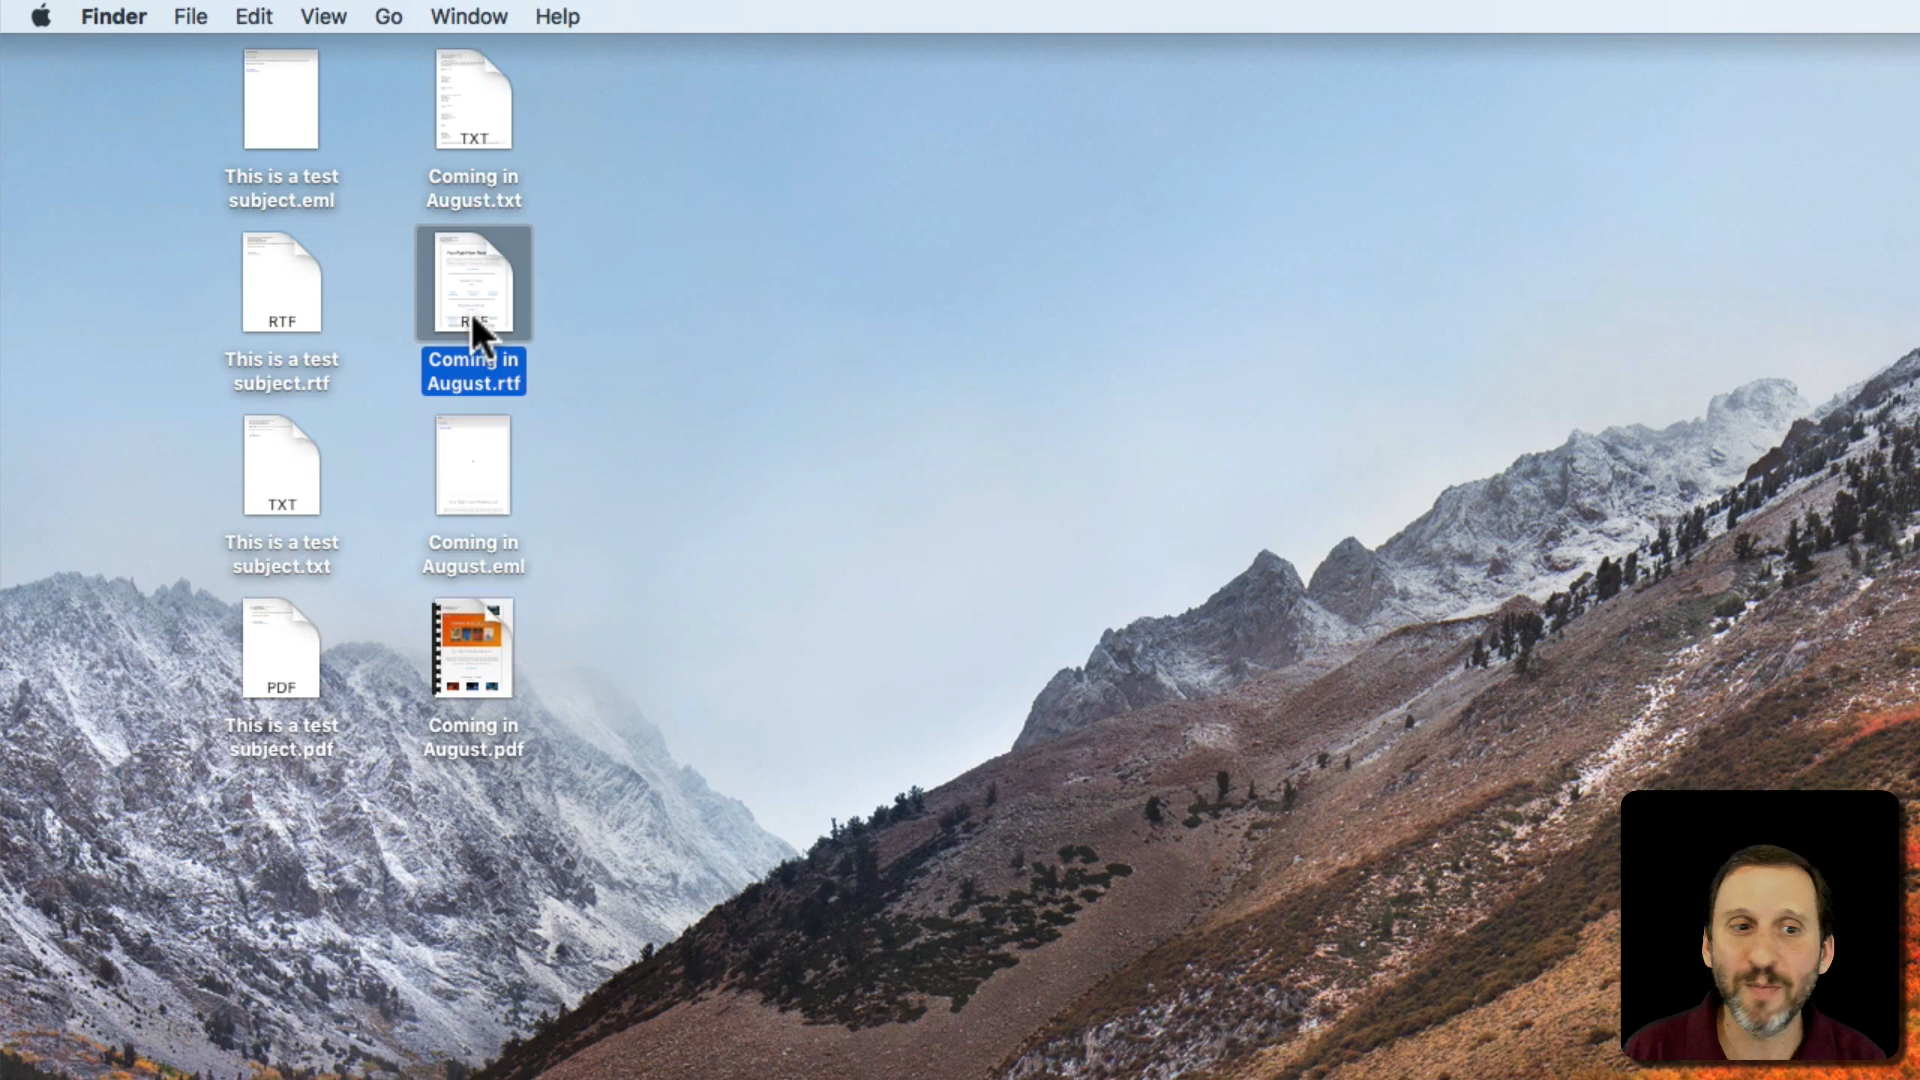 Finder File Edit View Go Window Help
TXT
This is a test
subject.eml
Coming in
August.txt
RTF
This is a test
subject.rtf
Coming in
August.rtf
TXT
This is a test
subject.txt
Coming in
August.eml
PDF
This is a test
subject.pdf
Coming in
August.pdf